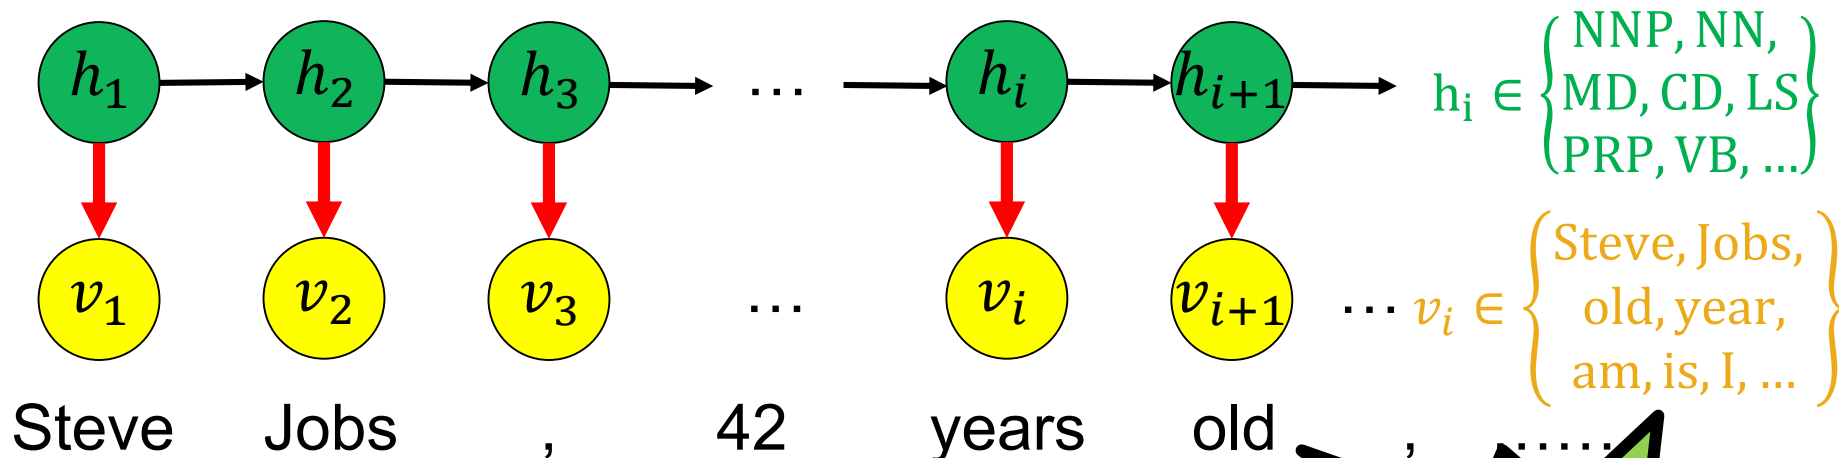 h₁ h₂ h₃ … hᵢ hᵢ₊₁ hᵢ ∈ {NNP, NN,
MD, CD, LS
PRP, VB, …}
v₁ v₂ v₃ … vᵢ vᵢ₊₁ … vᵢ ∈ {Steve, Jobs,
old, year,
am, is, I, …}
Steve Jobs , 42 years old , ......